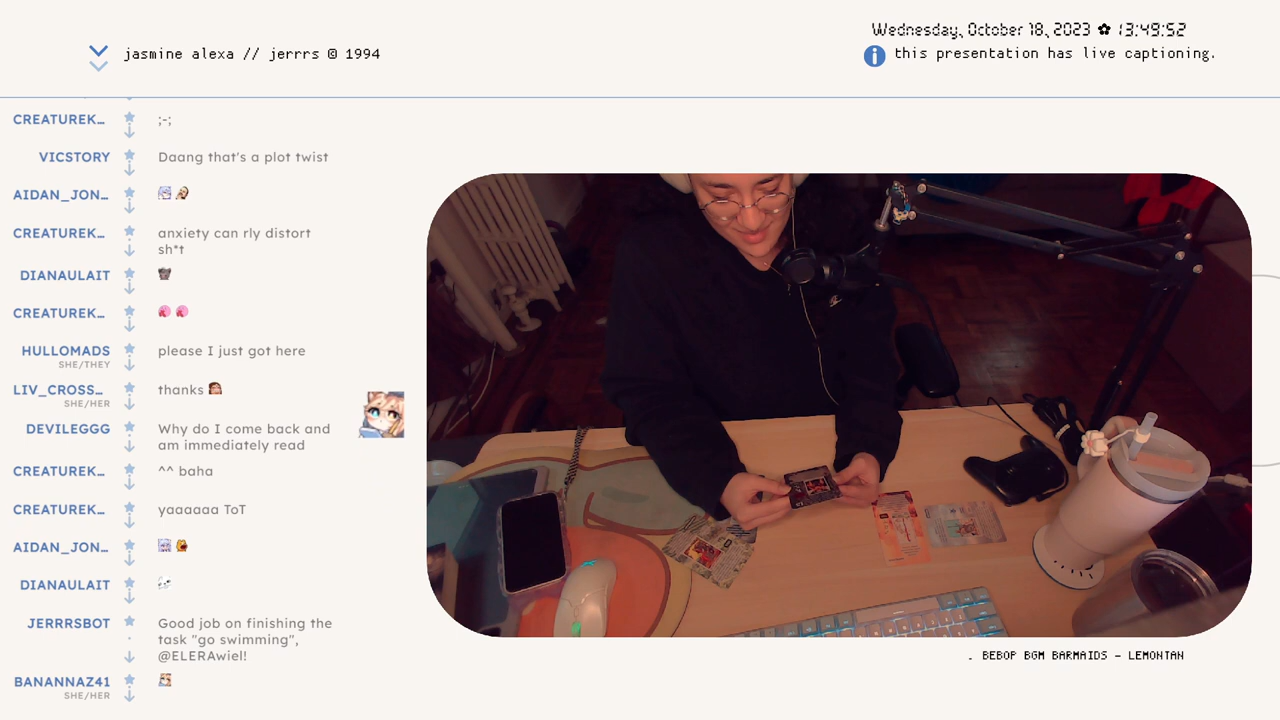 jasmine alexa // jerrrs © 1994
Wednesday, October 18, 2023 ✿ 13:49:52
this presentation has live captioning.
CREATUREK… ;-;
VICSTORY Daang that's a plot twist
AIDAN_JON…
CREATUREK… anxiety can rly distort
sh*t
DIANAULAIT
CREATUREK…
HULLOMADS please I just got here
SHE/THEY
LIV_CROSS… thanks
SHE/HER
DEVILEGGG Why do I come back and
am immediately read
CREATUREK… ^^ baha
CREATUREK… yaaaaaa ToT
AIDAN_JON…
DIANAULAIT
JERRRSBOT Good job on finishing the
task "go swimming",
@ELERAwiel!
BANANNAZ41
SHE/HER
. BEBOP BGM BARMAIDS - LEMONTAN